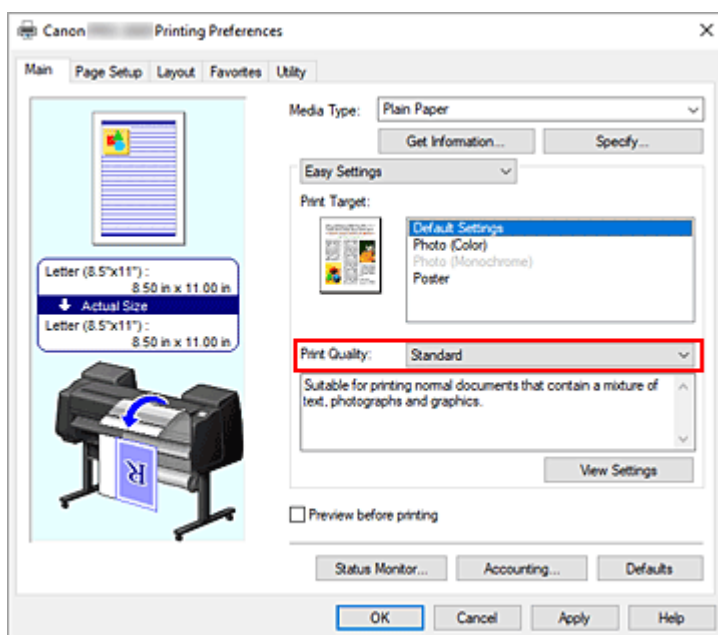 Canon Printing Preferences
Main Page Setup Layout Favorites Utility
Media Type: Plain Paper
Get Information... Specify...
Easy Settings
Print Target:
Default Settings
Photo (Color)
Photo (Monochrome)
Poster
Letter (8.5"x11") :
8.50 in x 11.00 in
Actual Size
Letter (8.5"x11") :
8.50 in x 11.00 in
Print Quality: Standard
Suitable for printing normal documents that contain a mixture of
text, photographs and graphics.
R
View Settings
Preview before printing
Status Monitor... Accounting... Defaults
OK Cancel Apply Help